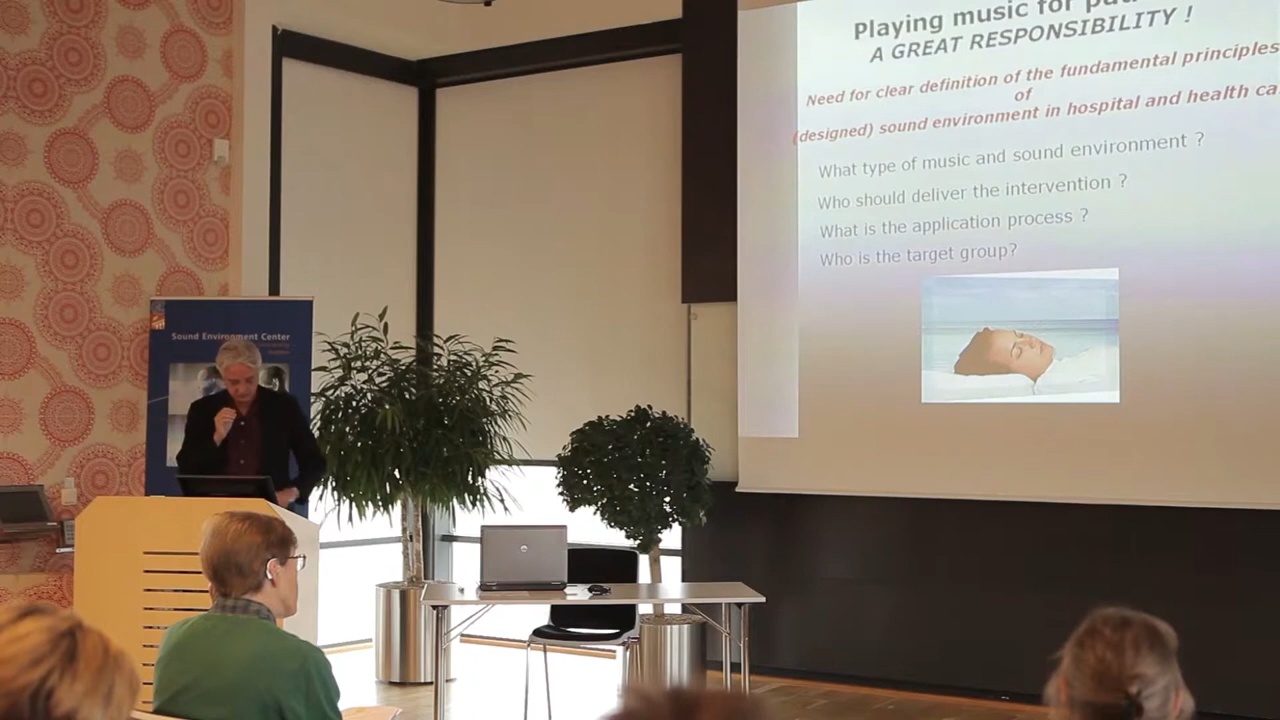 Playing music for
A GREAT RESPONSIBILITY !
Need for clear definition of the fundamental principles
of
(designed) sound environment in hospital and health
What type of music and sound environment ?
Who should deliver the intervention ?
What is the application process ?
Who is the target group?
Sound Environment Center